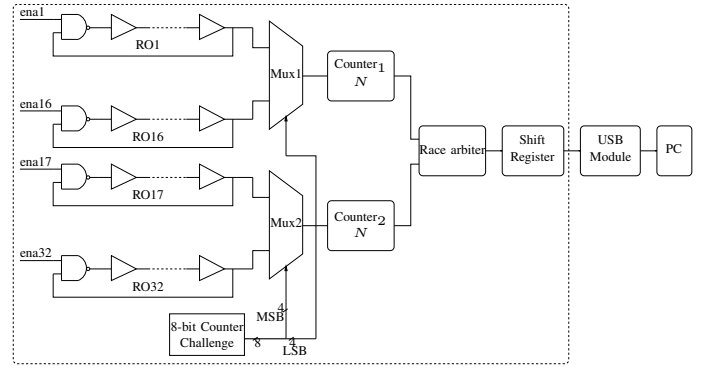 ena1
RO1
Mux1
Counter1
N
ena16
RO16
Race arbiter
Shift
Register
USB
Module
PC
ena17
RO17
Mux2
Counter2
N
ena32
RO32
4
MSB
8-bit Counter
Challenge
8
4
LSB